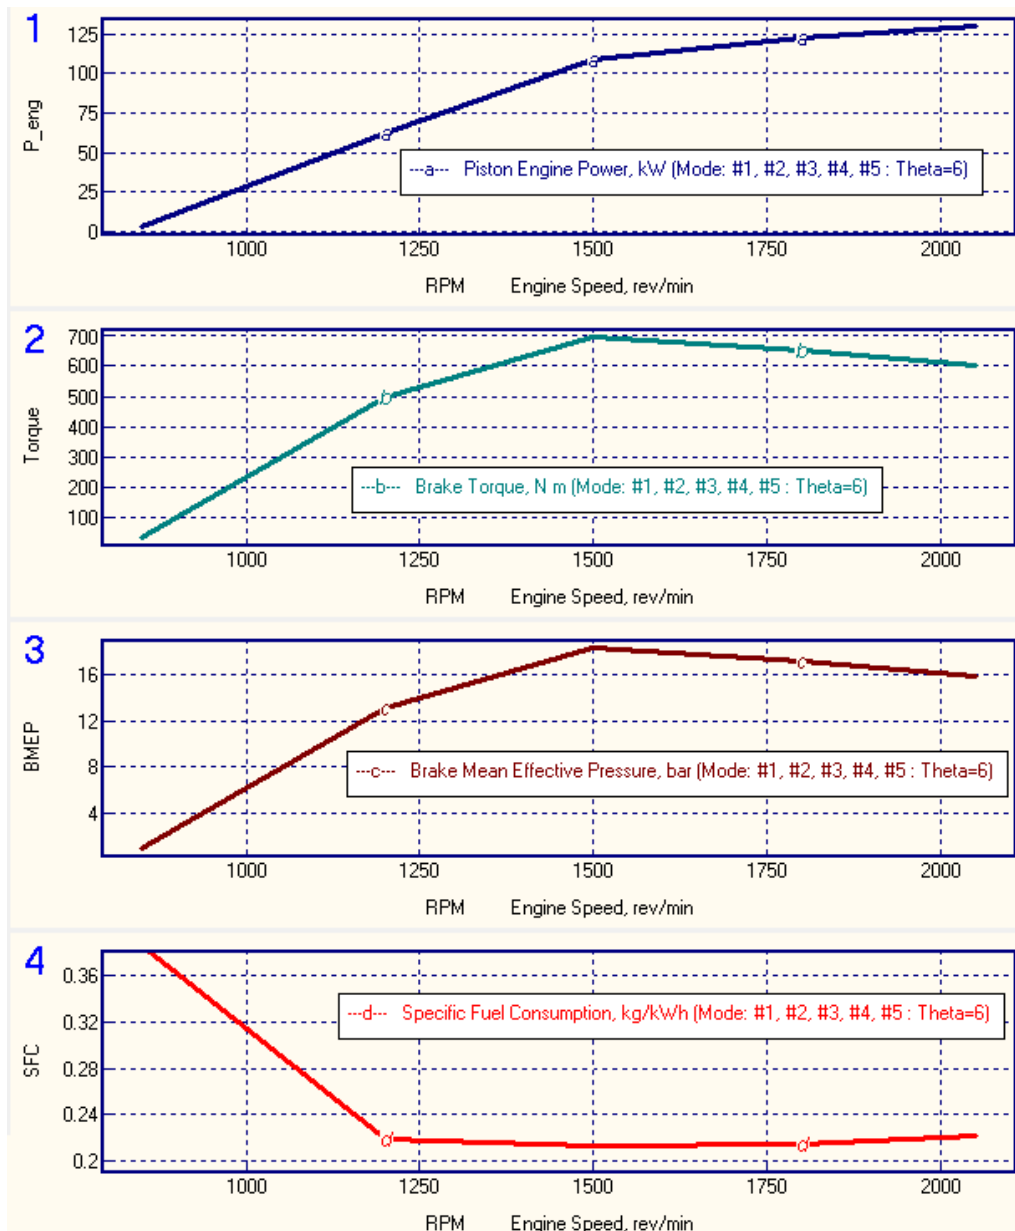 1
125
100
75
50
25
0
P_eng
a
a
a
---a--- Piston Engine Power, kW (Mode: #1, #2, #3, #4, #5 : Theta=6)
1000 1250 1500 1750 2000
RPM Engine Speed, rev/min
2
700
600
500
400
300
200
100
Torque
b
b
---b--- Brake Torque, N m (Mode: #1, #2, #3, #4, #5 : Theta=6)
1000 1250 1500 1750 2000
RPM Engine Speed, rev/min
3
16
12
8
4
BMEP
c
c
---c--- Brake Mean Effective Pressure, bar (Mode: #1, #2, #3, #4, #5 : Theta=6)
1000 1250 1500 1750 2000
RPM Engine Speed, rev/min
4
0.36
0.32
0.28
0.24
0.2
SFC
d
d
---d--- Specific Fuel Consumption, kg/kWh (Mode: #1, #2, #3, #4, #5 : Theta=6)
1000 1250 1500 1750 2000
RPM Engine Speed, rev/min